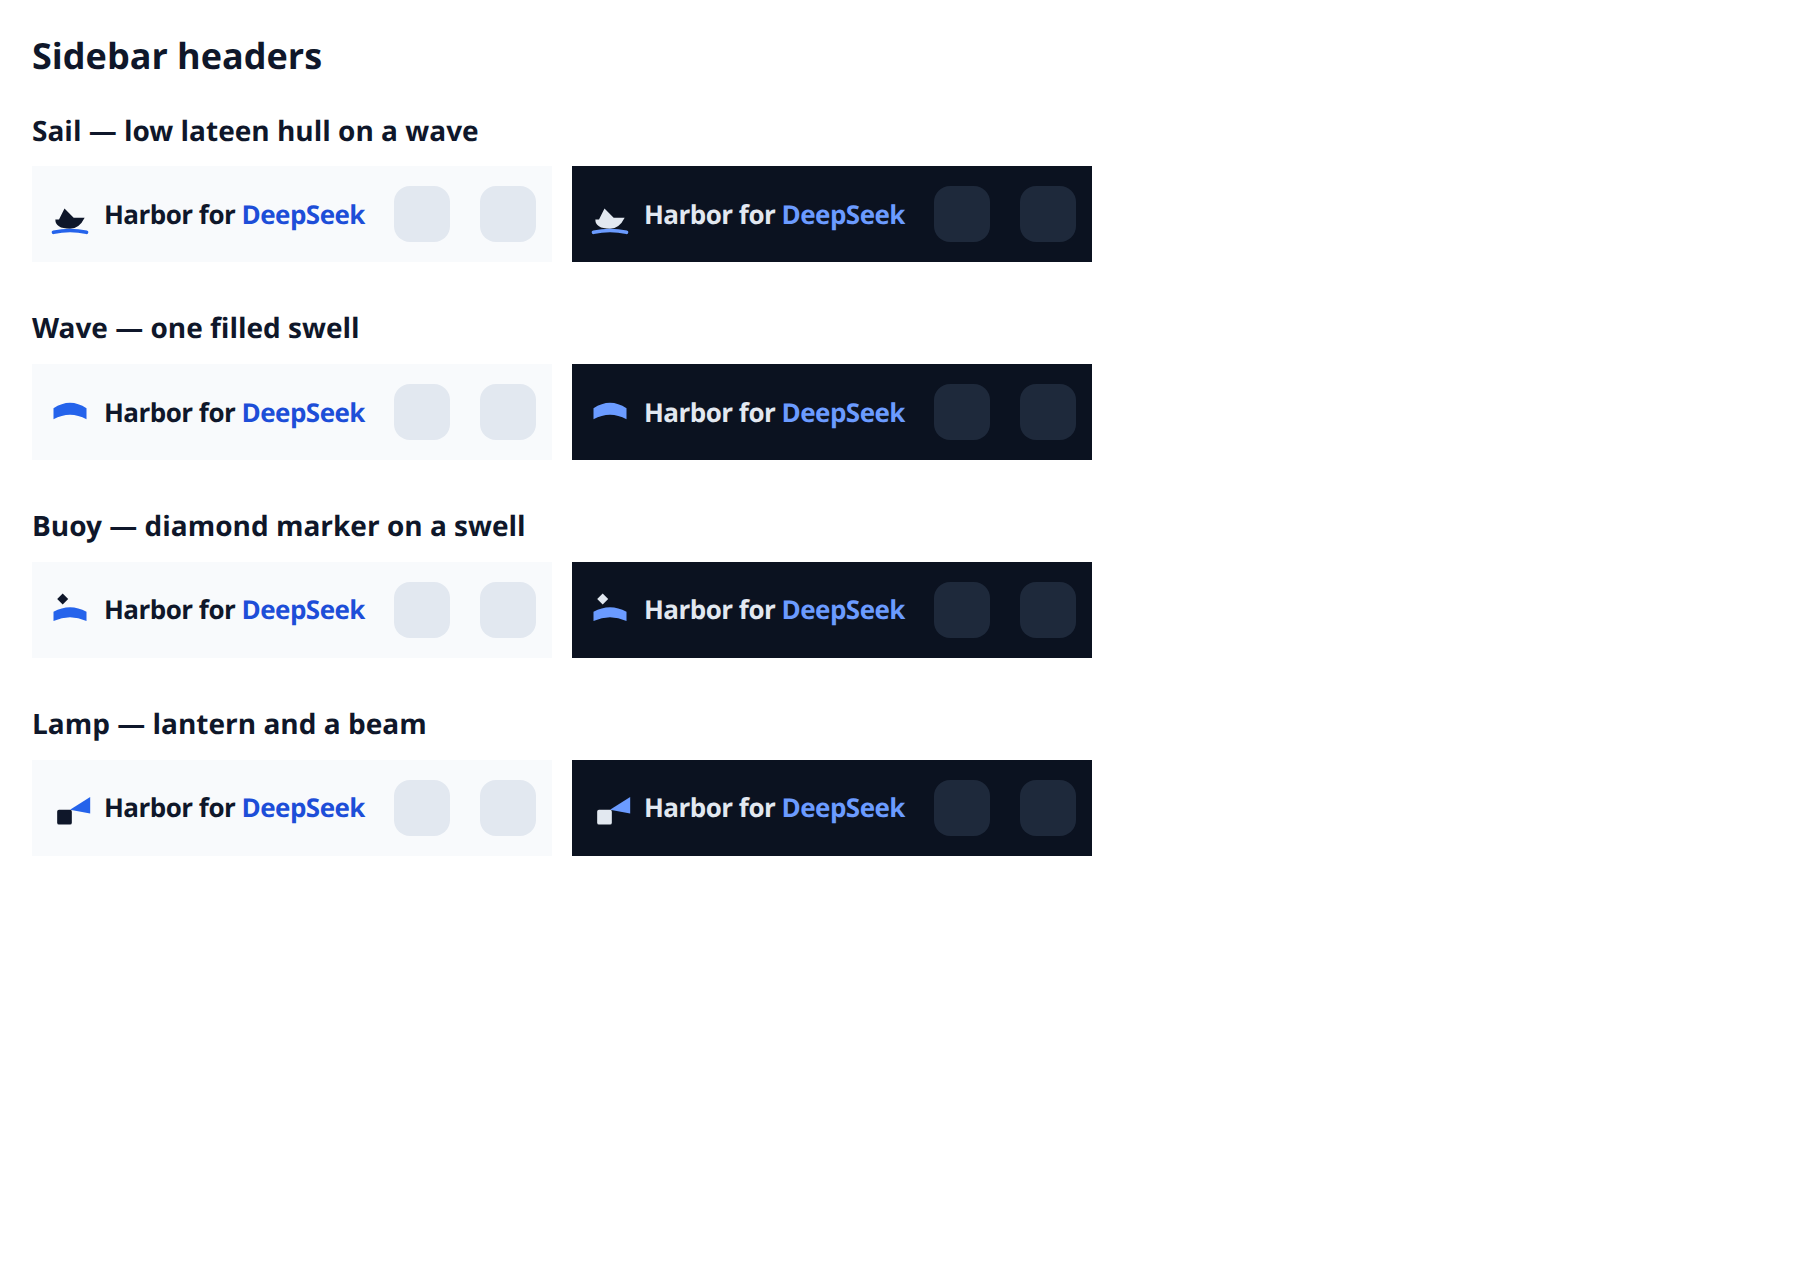 Sidebar headers
Sail — low lateen hull on a wave
Harbor for DeepSeek
Harbor for DeepSeek
Wave — one filled swell
Harbor for DeepSeek
Harbor for DeepSeek
Buoy — diamond marker on a swell
Harbor for DeepSeek
Harbor for DeepSeek
Lamp — lantern and a beam
Harbor for DeepSeek
Harbor for DeepSeek